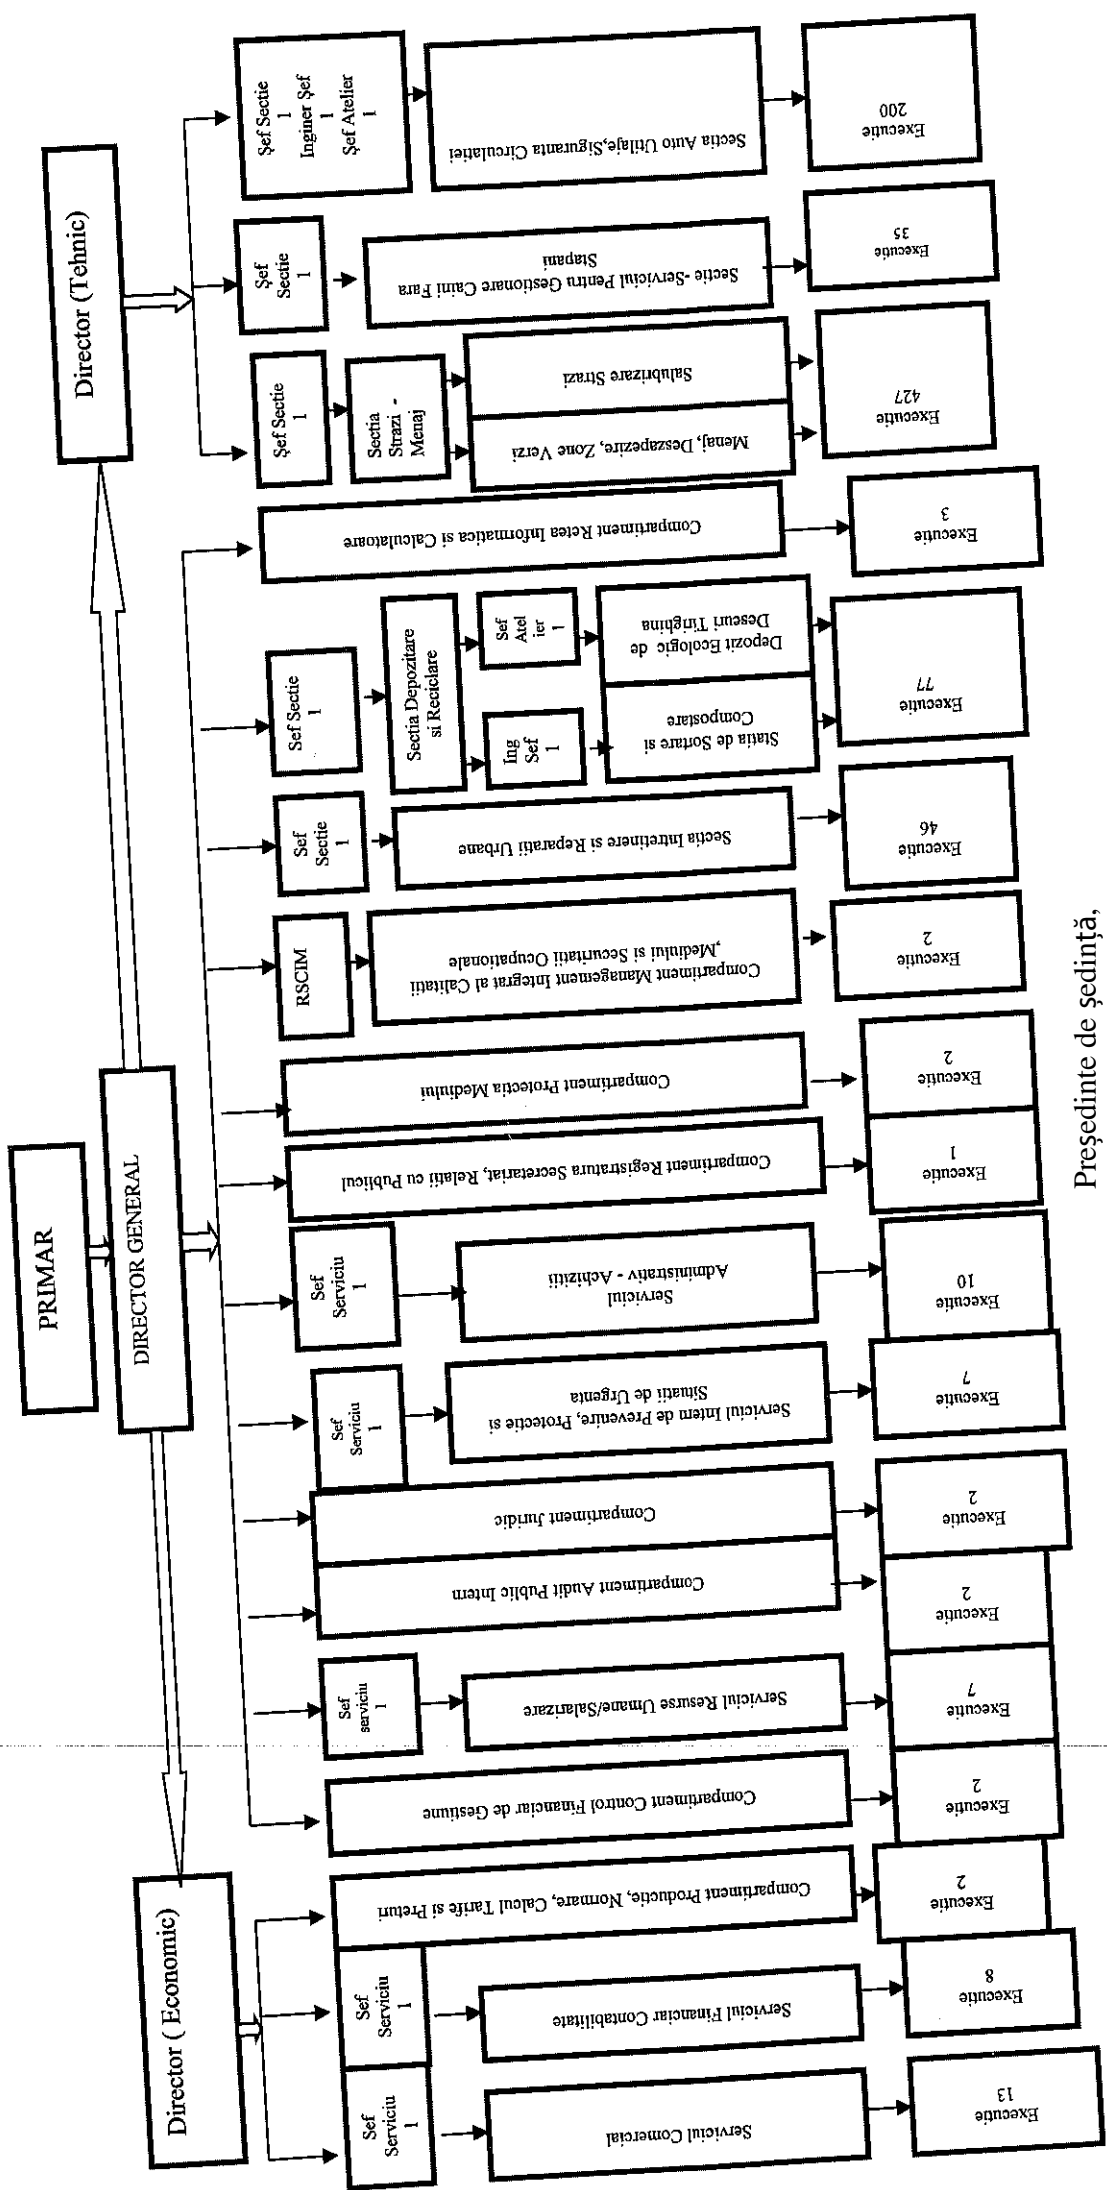 PRIMAR
DIRECTOR GENERAL
Director ( Economic)
Director (Tehnic)
Sef
Serviciu
1
Serviciul Comercial
Executie
13
Sef
Serviciu
1
Serviciul Financiar Contabilitate
Executie
8
Compartiment Productie, Normare, Calcul Tarife si Preturi
Executie
2
Compartiment Control Financiar de Gestiune
Executie
2
Sef
serviciu
1
Serviciul Resurse Umane/Salarizare
Executie
7
Compartiment Audit Public Intern
Executie
2
Compartiment Juridic
Executie
2
Sef
Serviciu
1
Serviciul Intern de Prevenire, Protectie si
Situatii de Urgenta
Executie
7
Sef
Serviciu
1
Serviciul
Administrativ - Achizitii
Executie
10
Compartiment Registratura Secretariat, Relatii cu Publicul
Executie
1
Compartiment Protectia Mediului
Executie
2
RSCIM
Compartiment Management Integrat al Calitatii
,Mediului si Securitatii Ocupationale
Executie
2
Sef
Sectie
1
Sectia Intretinere si Reparatii Urbane
Executie
46
Sef Sectie
1
Sectia Depozitare
si Reciclare
Ing
Sef
1
Statia de Sortare si
Compostare
Sef
Atel
ier
1
Depozit Ecologic de
Deseuri Tirighina
Executie
77
Compartiment Retea Informatica si Calculatoare
Executie
3
Şef Sectie
1
Sectia
Strazi -
Menaj
Menaj, Deszapezire, Zone Verzi
Salubrizare Strazi
Executie
427
Şef
Sectie
1
Sectie -Serviciul Pentru Gestionare Caini Fara
Stapani
Executie
35
Şef Sectie
1
Inginer Şef
1
Şef Atelier
1
Sectia Auto Utilaje,Siguranta Circulatiei
Executie
200
Preşedinte de şedinţă,